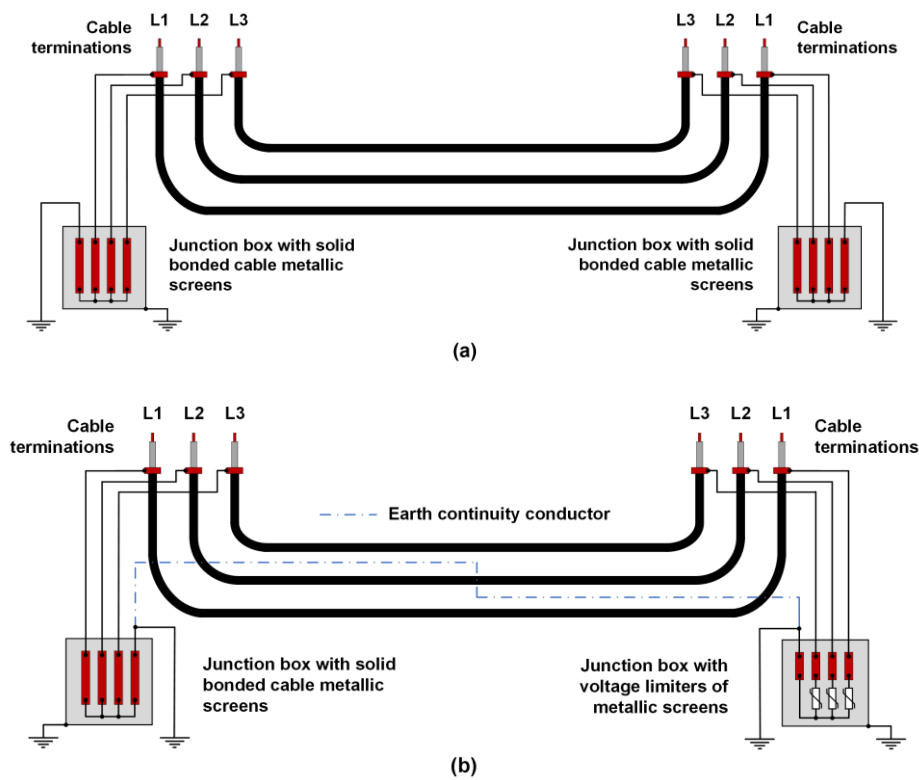 Cable
terminations
L1
L2
L3
L3
L2
L1
Cable
terminations
Junction box with solid
bonded cable metallic
screens
Junction box with solid
bonded cable metallic
screens
(a)
Cable
terminations
L1
L2
L3
L3
L2
L1
Cable
terminations
Earth continuity conductor
Junction box with solid
bonded cable metallic
screens
Junction box with
voltage limiters of
metallic screens
(b)